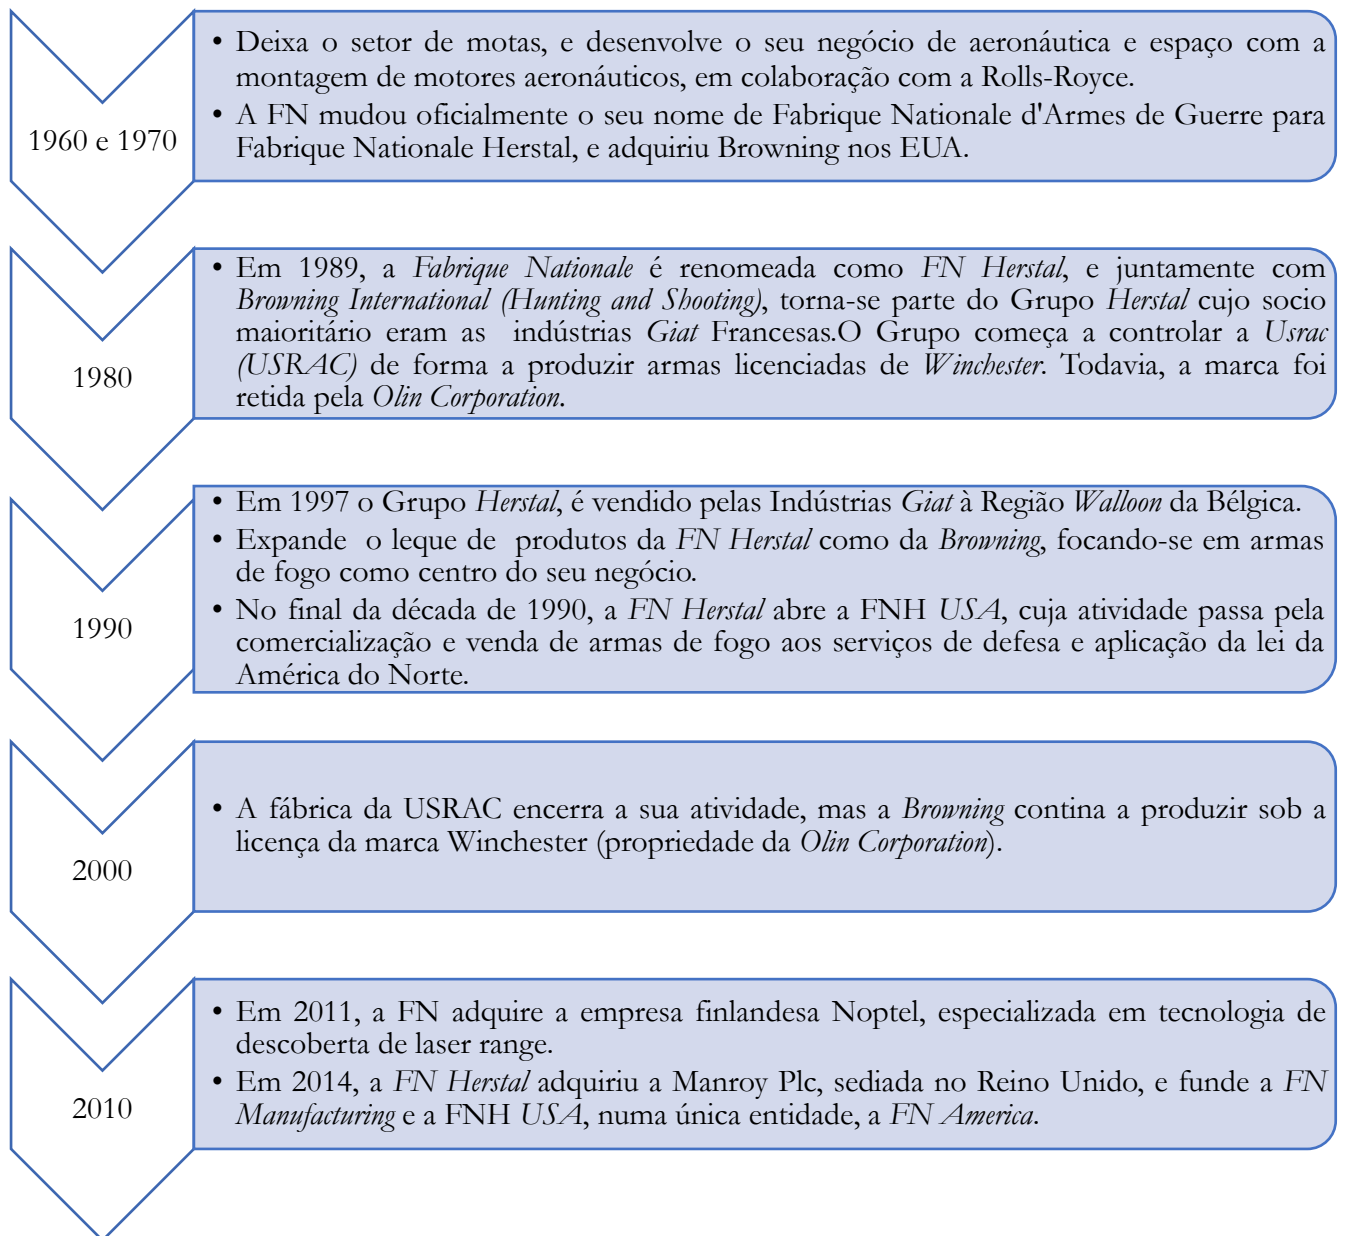 1960 e 1970
• Deixa o setor de motas, e desenvolve o seu negócio de aeronáutica e espaço com a
montagem de motores aeronáuticos, em colaboração com a Rolls-Royce.
• A FN mudou oficialmente o seu nome de Fabrique Nationale d'Armes de Guerre para
Fabrique Nationale Herstal, e adquiriu Browning nos EUA.
1980
• Em 1989, a Fabrique Nationale é renomeada como FN Herstal, e juntamente com
Browning International (Hunting and Shooting), torna-se parte do Grupo Herstal cujo socio
maioritário eram as indústrias Giat Francesas.O Grupo começa a controlar a Usrac
(USRAC) de forma a produzir armas licenciadas de Winchester. Todavia, a marca foi
retida pela Olin Corporation.
1990
• Em 1997 o Grupo Herstal, é vendido pelas Indústrias Giat à Região Walloon da Bélgica.
• Expande o leque de produtos da FN Herstal como da Browning, focando-se em armas
de fogo como centro do seu negócio.
• No final da década de 1990, a FN Herstal abre a FNH USA, cuja atividade passa pela
comercialização e venda de armas de fogo aos serviços de defesa e aplicação da lei da
América do Norte.
2000
• A fábrica da USRAC encerra a sua atividade, mas a Browning contina a produzir sob a
licença da marca Winchester (propriedade da Olin Corporation).
2010
• Em 2011, a FN adquire a empresa finlandesa Noptel, especializada em tecnologia de
descoberta de laser range.
• Em 2014, a FN Herstal adquiriu a Manroy Plc, sediada no Reino Unido, e funde a FN
Manufacturing e a FNH USA, numa única entidade, a FN America.